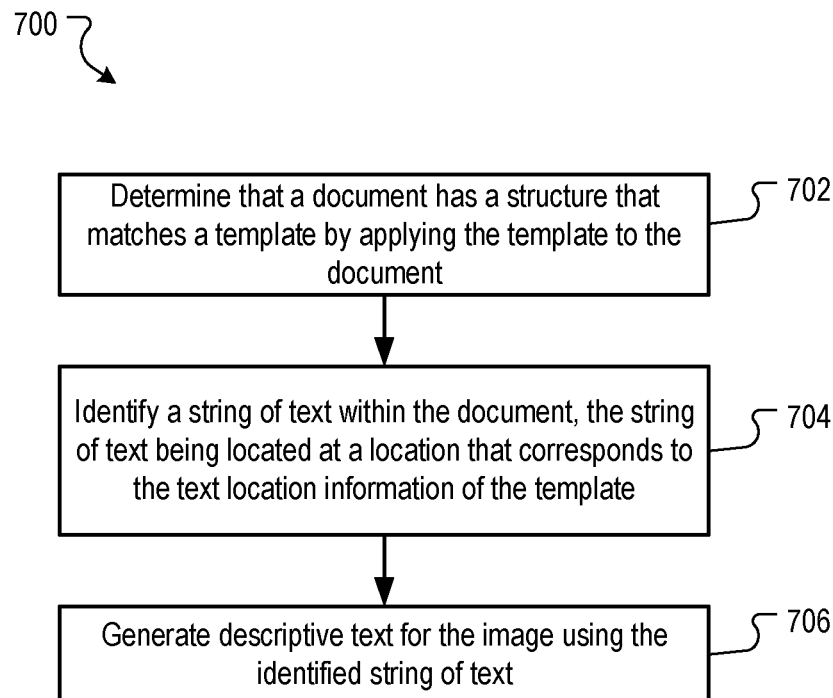 700
Determine that a document has a structure that
matches a template by applying the template to the
document
702
Identify a string of text within the document, the string
of text being located at a location that corresponds to
the text location information of the template
704
Generate descriptive text for the image using the
identified string of text
706